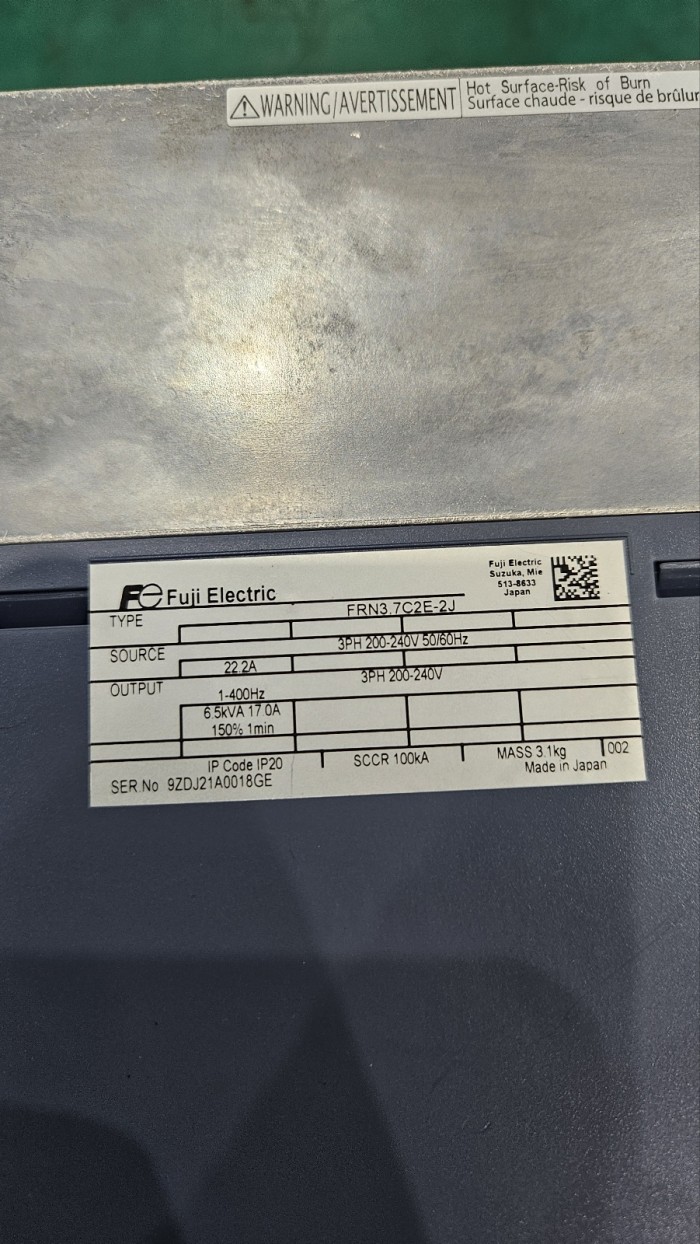 WARNING/AVERTISSEMENT
Hot Surface-Risk of Burn
Surface chaude - risque de
Fuji Electric
Fuji Electric
Suzuka, Mie
513-8633
Japan
TYPE FRN3.7C2E-2J
SOURCE 3PH 200-240V 50/60Hz
22.2A
OUTPUT 3PH 200-240V
1-400Hz
6.5kVA 17.0A
150% 1min
IP Code IP20 SCCR 100kA MASS 3.1kg 002
SER.No 9ZDJ21A0018GE Made in Japan